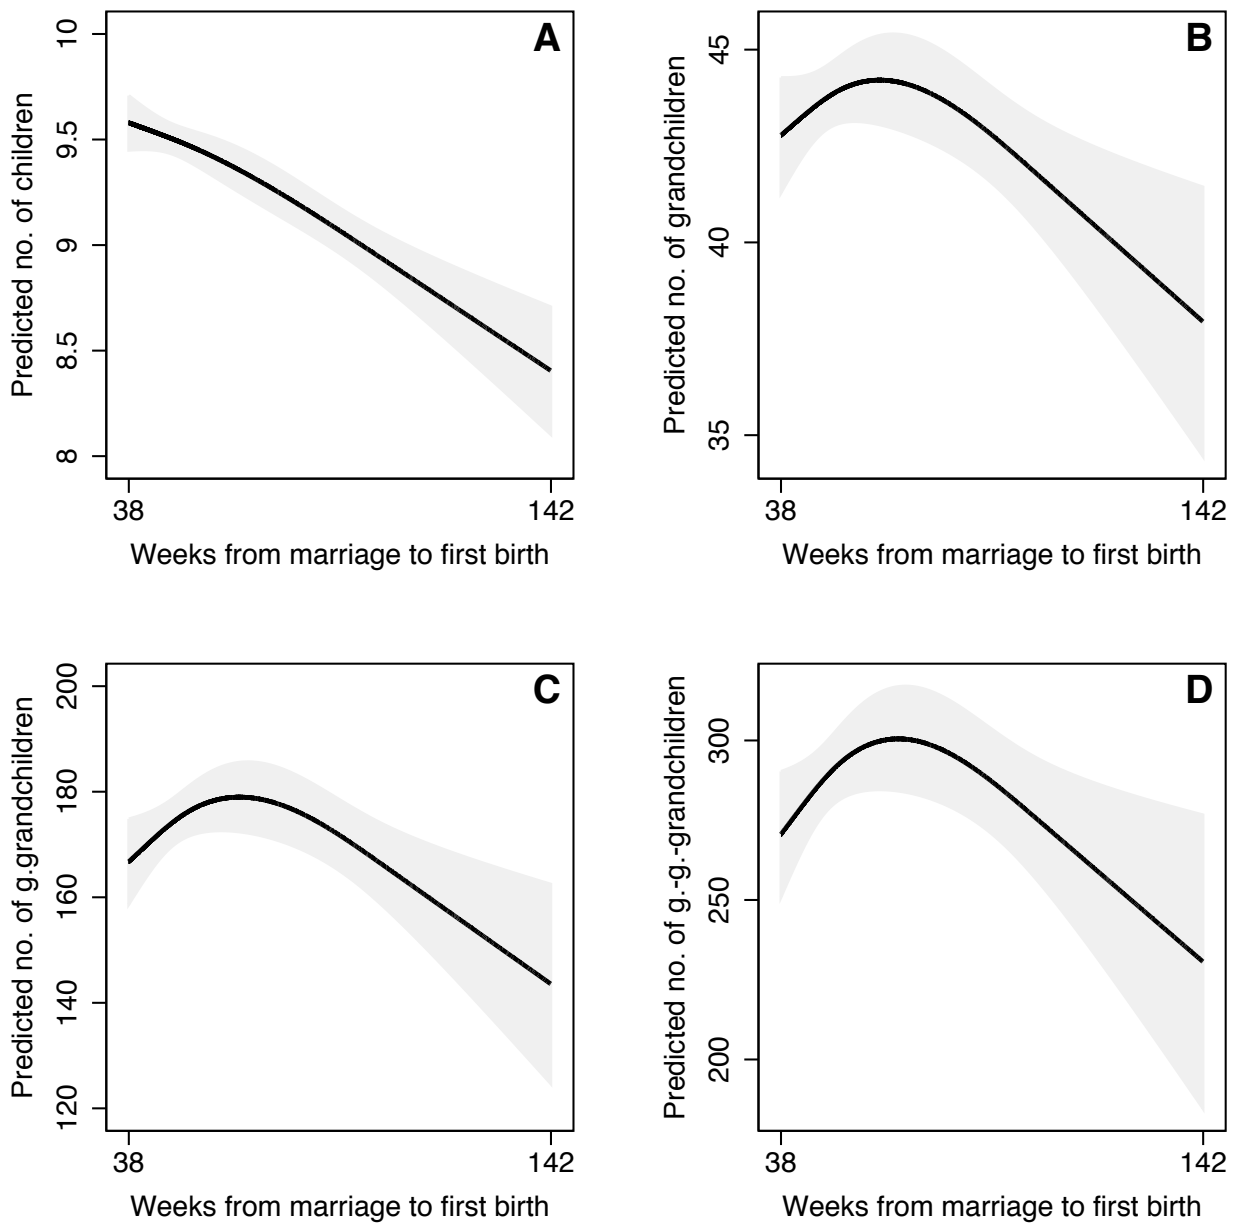 A
Predicted no. of children
10
9.5
9
8.5
8
38
142
Weeks from marriage to first birth
B
Predicted no. of grandchildren
45
40
35
38
142
Weeks from marriage to first birth
C
Predicted no. of g.grandchildren
200
180
160
140
120
38
142
Weeks from marriage to first birth
D
Predicted no. of g.-g.-grandchildren
300
250
200
38
142
Weeks from marriage to first birth